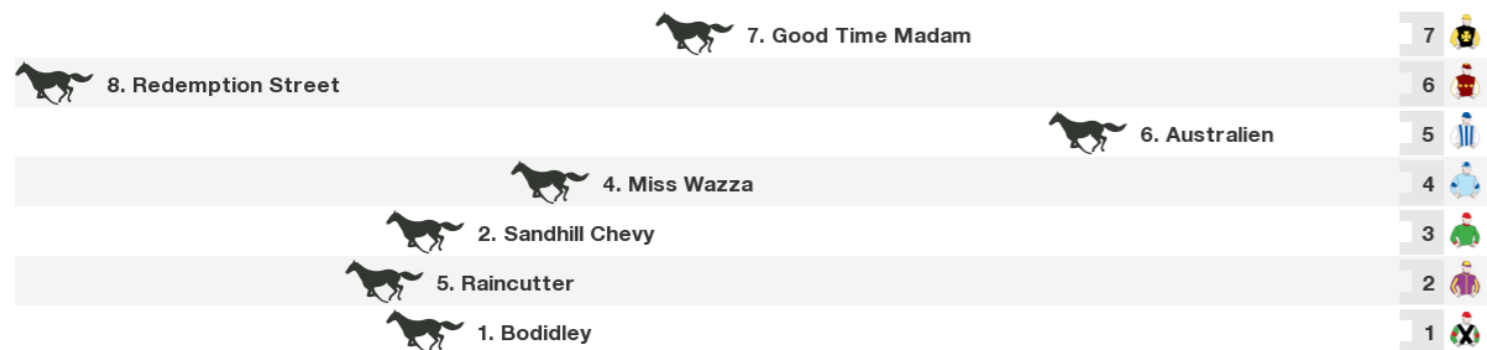 7. Good Time Madam 7
8. Redemption Street 6
6. Australien 5
4. Miss Wazza 4
2. Sandhill Chevy 3
5. Raincutter 2
1. Bodidley 1